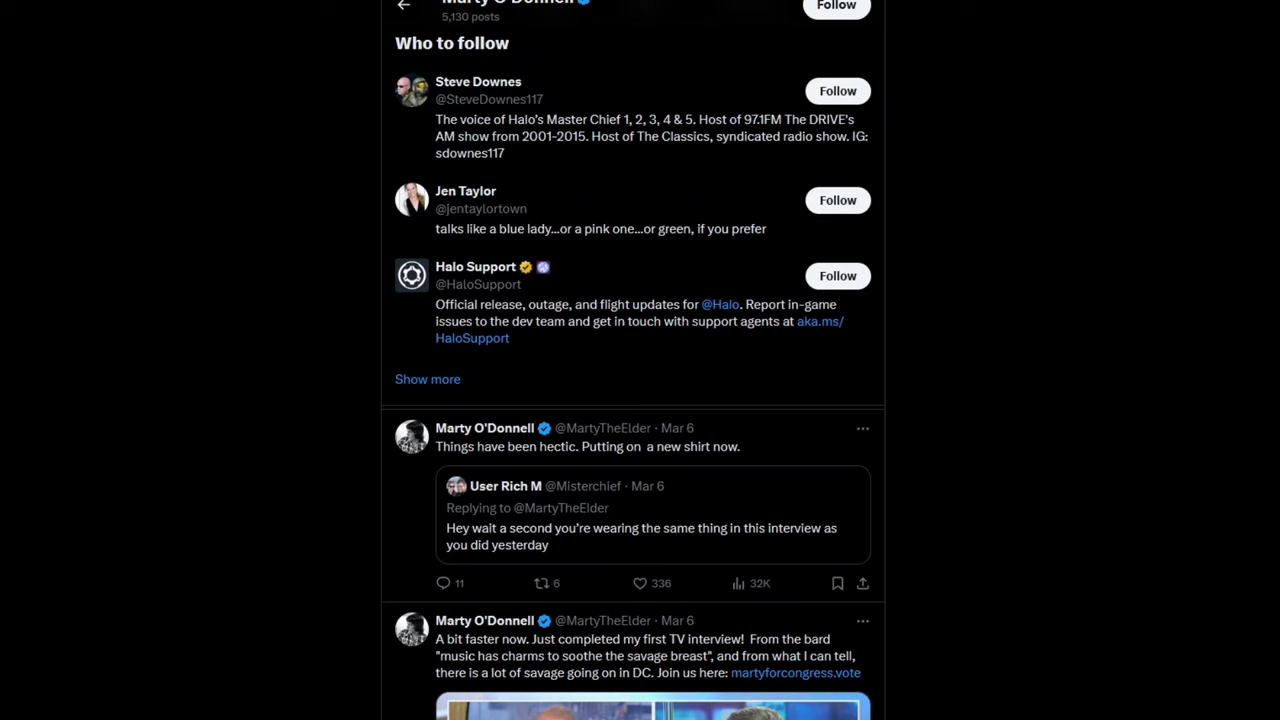 Marty O'Donnell
Follow
5,130 posts
Who to follow
Steve Downes
@SteveDownes117
Follow
The voice of Halo's Master Chief 1, 2, 3, 4 & 5. Host of 97.1FM The DRIVE's
AM show from 2001-2015. Host of The Classics, syndicated radio show. IG:
sdownes117
Jen Taylor
@jentaylortown
Follow
talks like a blue lady...or a pink one...or green, if you prefer
Halo Support
@HaloSupport
Follow
Official release, outage, and flight updates for @Halo. Report in-game
issues to the dev team and get in touch with support agents at aka.ms/
HaloSupport
Show more
Marty O'Donnell @MartyTheElder · Mar 6
Things have been hectic. Putting on a new shirt now.
User Rich M @Misterchief · Mar 6
Replying to @MartyTheElder
Hey wait a second you're wearing the same thing in this interview as
you did yesterday
11 6 336 32K
Marty O'Donnell @MartyTheElder · Mar 6
A bit faster now. Just completed my first TV interview! From the bard
"music has charms to soothe the savage breast", and from what I can tell,
there is a lot of savage going on in DC. Join us here: martyforcongress.vote